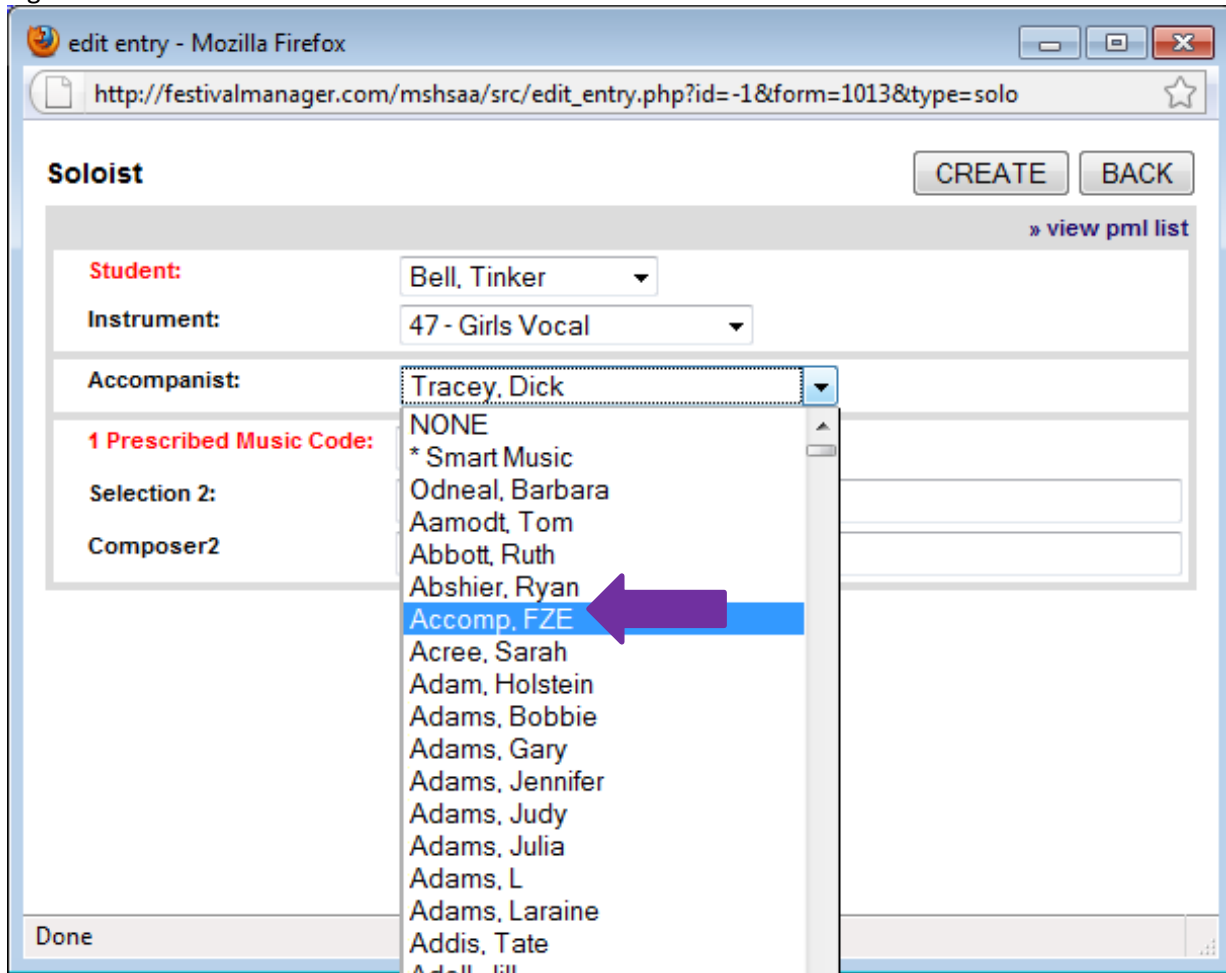 edit entry - Mozilla Firefox
http://festivalmanager.com/mshsaa/src/edit_entry.php?id=-1&form=1013&type=solo
Soloist CREATE BACK
» view pml list
Student: Bell, Tinker
Instrument: 47 - Girls Vocal
Accompanist: Tracey, Dick
NONE
1 Prescribed Music Code:
* Smart Music
Selection 2: Odneal, Barbara
Aamodt, Tom
Composer2 Abbott, Ruth
Abshier, Ryan
Accomp, FZE
Acree, Sarah
Adam, Holstein
Adams, Bobbie
Adams, Gary
Adams, Jennifer
Adams, Judy
Adams, Julia
Adams, L
Adams, Laraine
Done
Addis, Tate